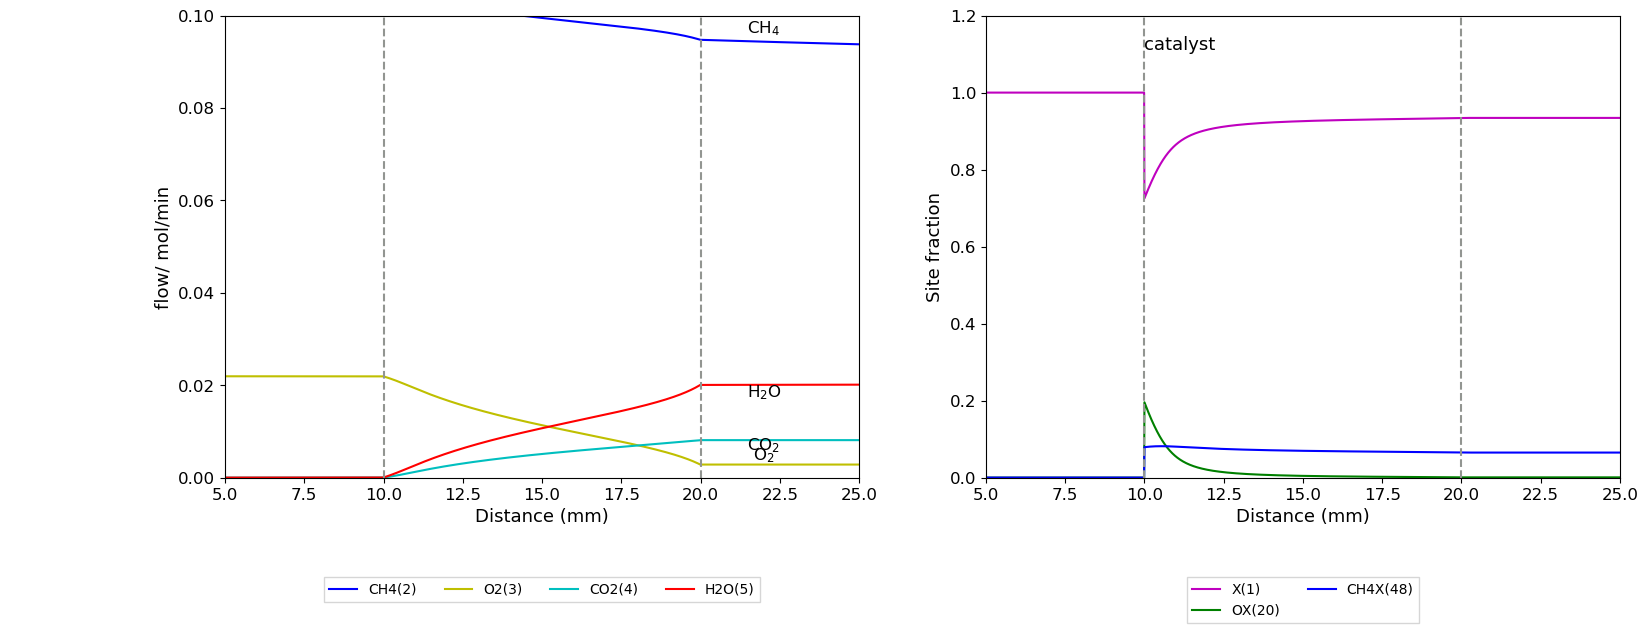 0.10
0.08
0.06
0.04
0.02
0.00
flow/ mol/min
CH₄
H₂O
CO₂
O₂
5.0 7.5 10.0 12.5 15.0 17.5 20.0 22.5 25.0
Distance (mm)
CH4(2) O2(3) CO2(4) H2O(5)
1.2
1.0
0.8
0.6
0.4
0.2
0.0
Site fraction
catalyst
5.0 7.5 10.0 12.5 15.0 17.5 20.0 22.5 25.0
Distance (mm)
X(1) CH4X(48)
OX(20)